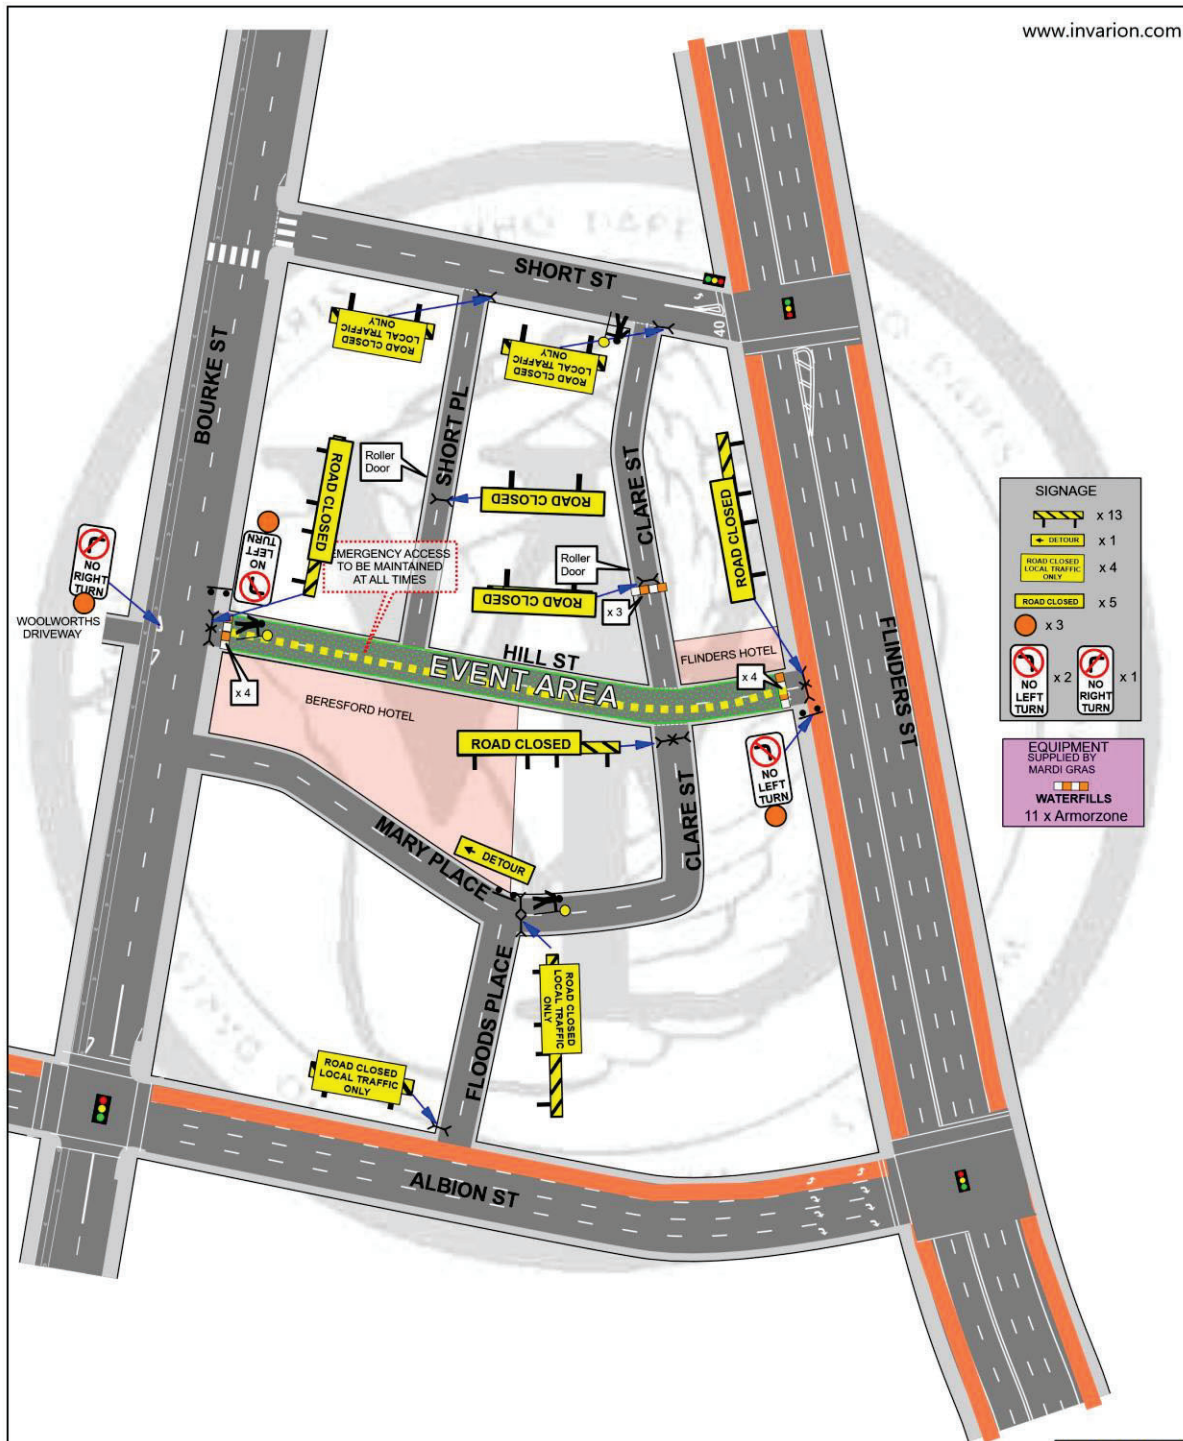 www.invarion.com
SHORT ST
40
BOURKE ST
ROAD CLOSED
LOCAL TRAFFIC
ONLY
ROAD CLOSED
LOCAL TRAFFIC
ONLY
SHORT PL
CLARE ST
Roller
Door
ROAD CLOSED
ROAD CLOSED
ROAD CLOSED
NO
RIGHT
TURN
NO
LEFT
TURN
EMERGENCY ACCESS
TO BE MAINTAINED
AT ALL TIMES
Roller
Door
ROAD CLOSED
x 3
WOOLWORTHS
DRIVEWAY
FLINDERS ST
HILL ST
EVENT AREA
FLINDERS HOTEL
x 4
x 4
BERESFORD HOTEL
ROAD CLOSED
NO
LEFT
TURN
CLARE ST
MARY PLACE
DETOUR
FLOODS PLACE
ROAD CLOSED
LOCAL TRAFFIC
ONLY
ROAD CLOSED
LOCAL TRAFFIC
ONLY
ALBION ST
SIGNAGE
x 13
DETOUR x 1
ROAD CLOSED
LOCAL TRAFFIC
ONLY
x 4
ROAD CLOSED x 5
x 3
NO
LEFT
TURN
x 2
NO
RIGHT
TURN
x 1
EQUIPMENT
SUPPLIED BY
MARDI GRAS
WATERFILLS
11 x Armorzone